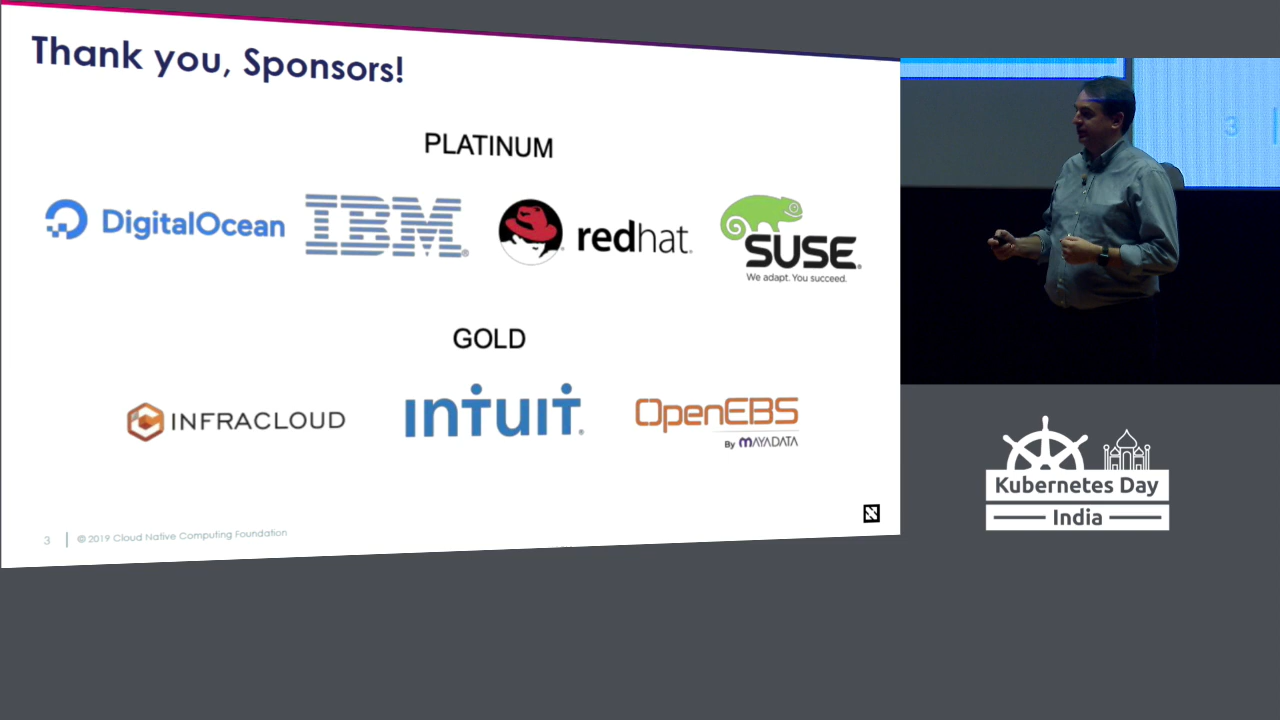 Thank you, Sponsors!
PLATINUM
DigitalOcean
IBM®
redhat.
SUSE®
We adapt. You succeed.
GOLD
INFRACLOUD
INTUIT®
OpenEBS
By MAYADATA
3 | © 2019 Cloud Native Computing Foundation
3
Kubernetes Day
India